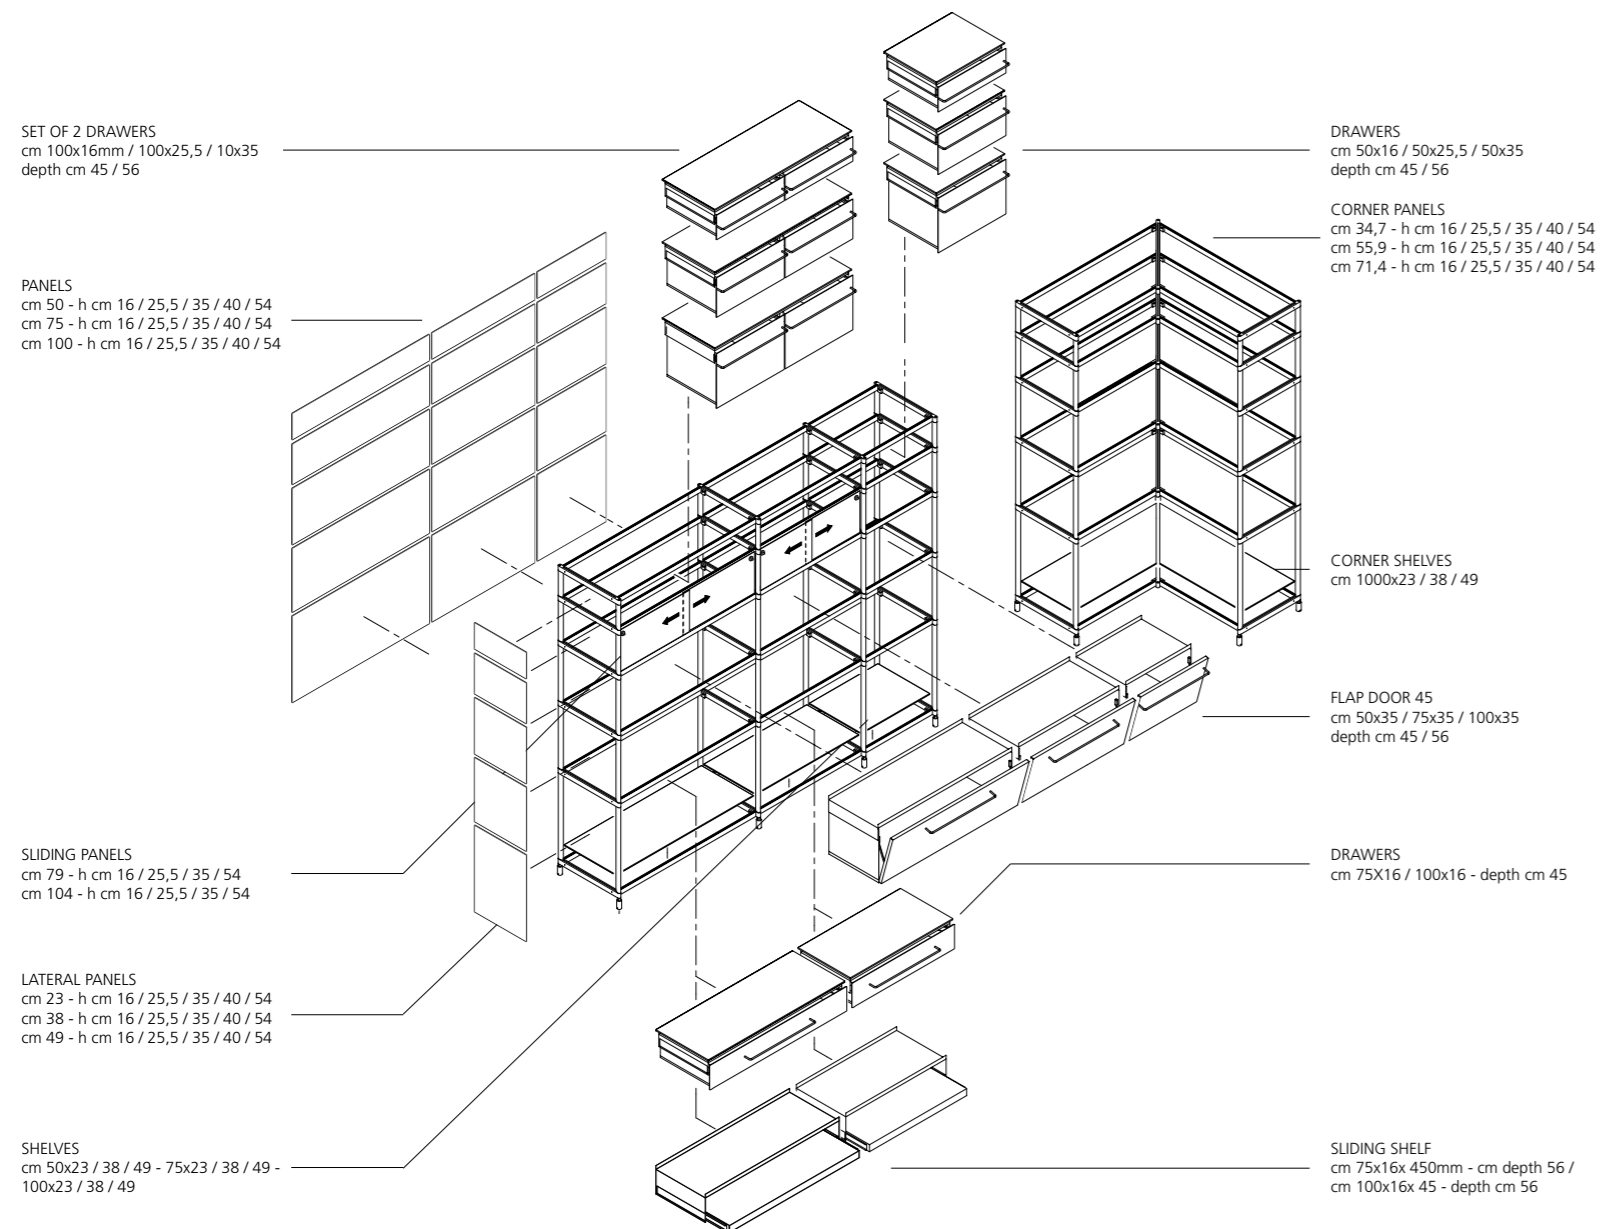 SET OF 2 DRAWERS
cm 100x16mm / 100x25,5 / 10x35
depth cm 45 / 56
PANELS
cm 50 - h cm 16 / 25,5 / 35 / 40 / 54
cm 75 - h cm 16 / 25,5 / 35 / 40 / 54
cm 100 - h cm 16 / 25,5 / 35 / 40 / 54
SLIDING PANELS
cm 79 - h cm 16 / 25,5 / 35 / 54
cm 104 - h cm 16 / 25,5 / 35 / 54
LATERAL PANELS
cm 23 - h cm 16 / 25,5 / 35 / 40 / 54
cm 38 - h cm 16 / 25,5 / 35 / 40 / 54
cm 49 - h cm 16 / 25,5 / 35 / 40 / 54
SHELVES
cm 50x23 / 38 / 49 - 75x23 / 38 / 49 -
100x23 / 38 / 49
DRAWERS
cm 50x16 / 50x25,5 / 50x35
depth cm 45 / 56
CORNER PANELS
cm 34,7 - h cm 16 / 25,5 / 35 / 40 / 54
cm 55,9 - h cm 16 / 25,5 / 35 / 40 / 54
cm 71,4 - h cm 16 / 25,5 / 35 / 40 / 54
CORNER SHELVES
cm 1000x23 / 38 / 49
FLAP DOOR 45
cm 50x35 / 75x35 / 100x35
depth cm 45 / 56
DRAWERS
cm 75X16 / 100x16 - depth cm 45
SLIDING SHELF
cm 75x16x 450mm - cm depth 56 /
cm 100x16x 45 - depth cm 56